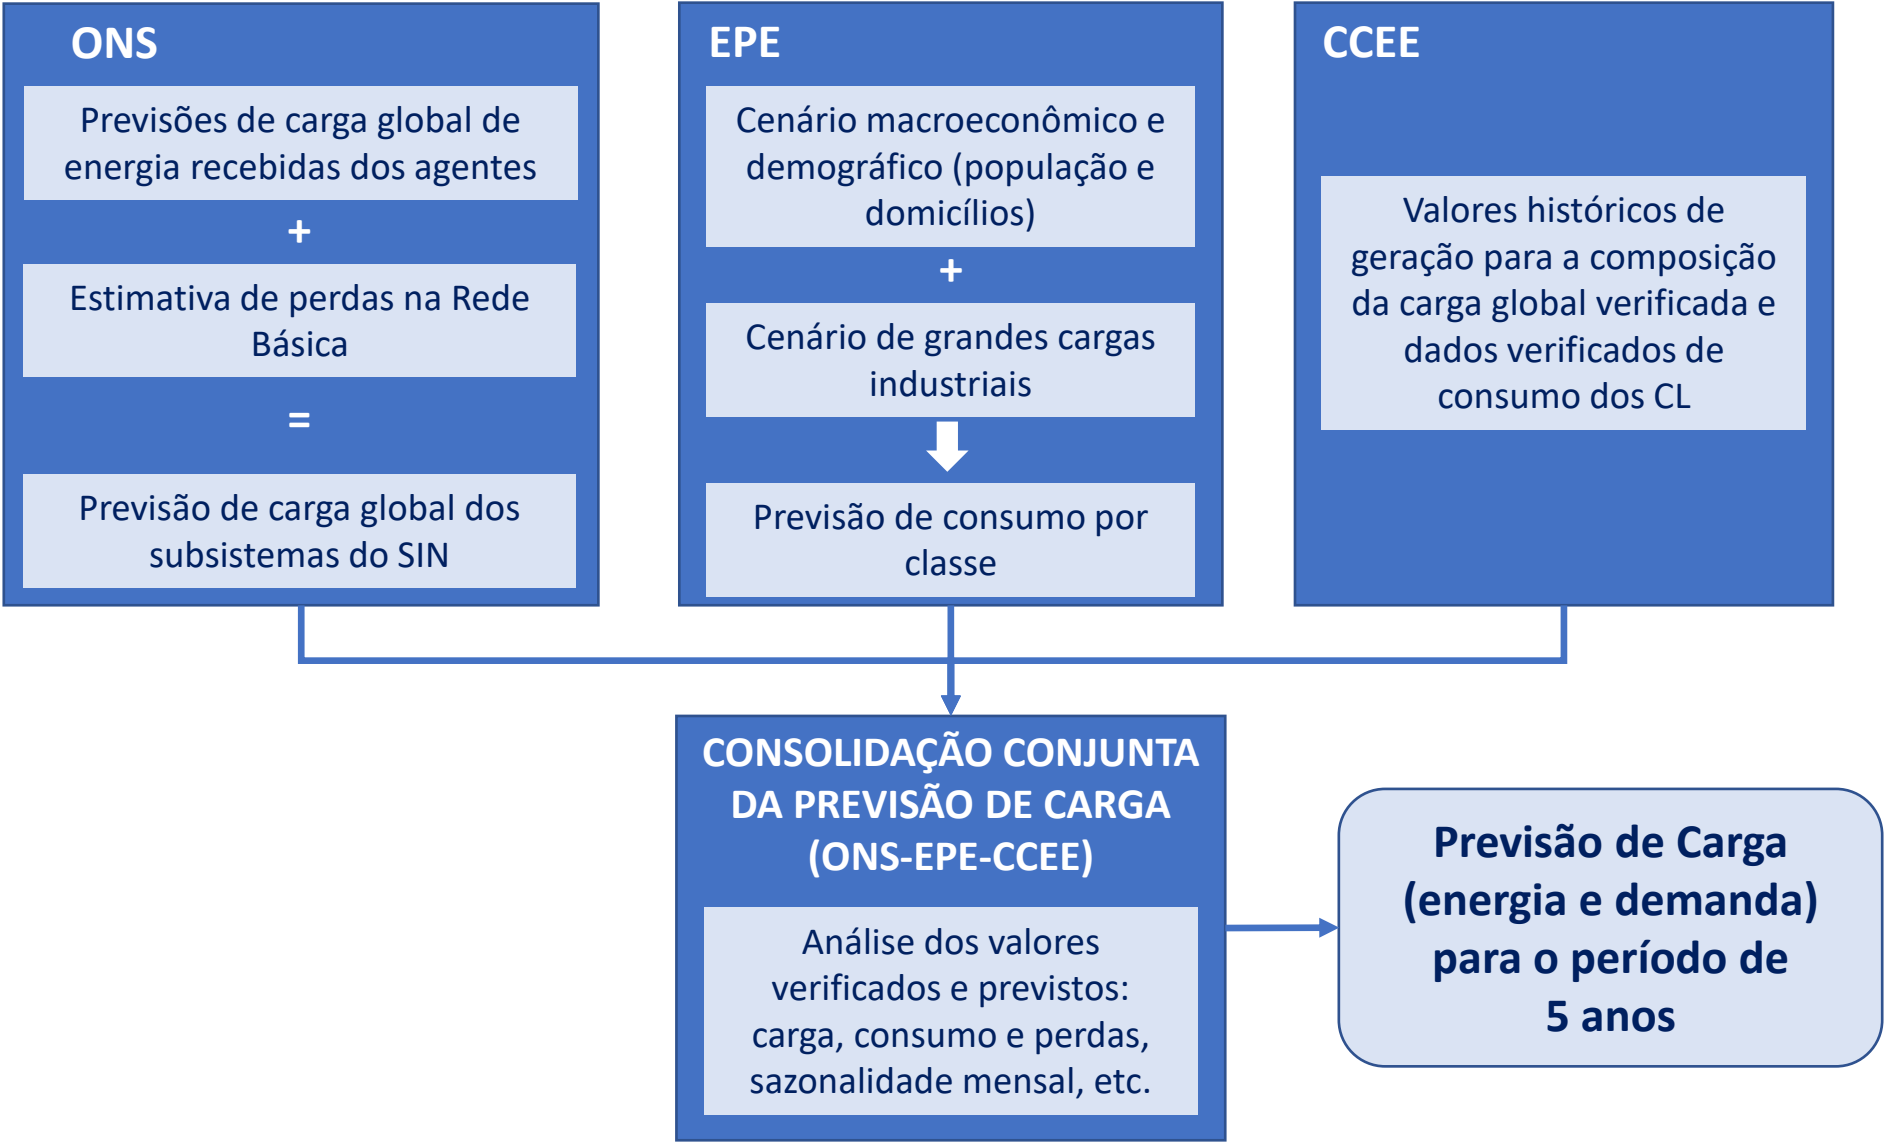 ONS
Previsões de carga global de
energia recebidas dos agentes
+
Estimativa de perdas na Rede
Básica
=
Previsão de carga global dos
subsistemas do SIN
EPE
Cenário macroeconômico e
demográfico (população e
domicílios)
+
Cenário de grandes cargas
industriais
Previsão de consumo por
classe
CCEE
Valores históricos de
geração para a composição
da carga global verificada e
dados verificados de
consumo dos CL
CONSOLIDAÇÃO CONJUNTA
DA PREVISÃO DE CARGA
(ONS-EPE-CCEE)
Análise dos valores
verificados e previstos:
carga, consumo e perdas,
sazonalidade mensal, etc.
Previsão de Carga
(energia e demanda)
para o período de
5 anos